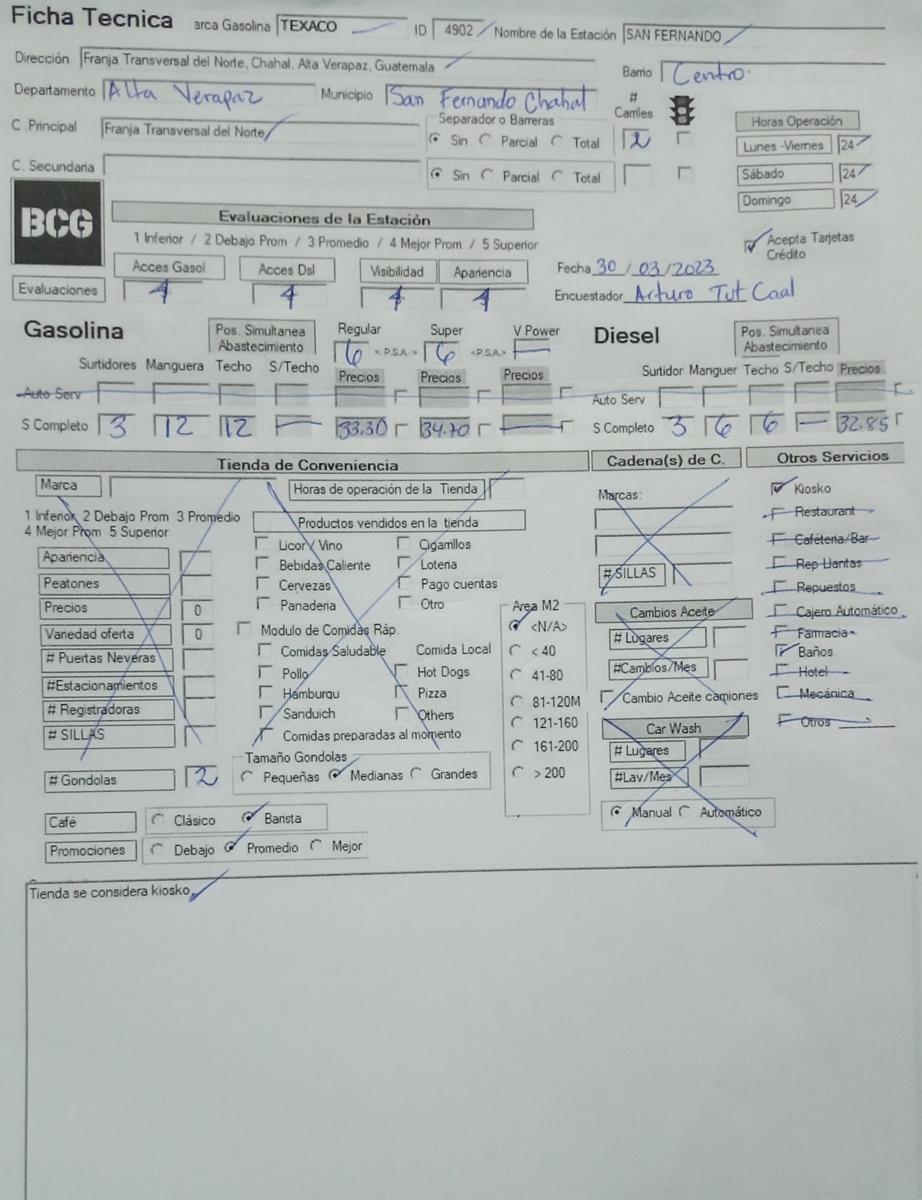 Ficha Tecnica arca Gasolina TEXACO ID 4902 Nombre de la Estación SAN FERNANDO
Dirección Franja Transversal del Norte, Chahal, Alta Verapaz, Guatemala Barrio Centro.
Departamento Alta Verapaz Municipio San Fernando Chahal # Carriles
C .Principal Franja Transversal del Norte Separador o Barreras Sin Parcial Total 2
Horas Operación
Lunes -Viernes 24
C. Secundaria Sin Parcial Total
Sábado 24
Domingo 24
BCG
Evaluaciones de la Estación
1 Inferior / 2 Debajo Prom / 3 Promedio / 4 Mejor Prom / 5 Superior
Acepta Tarjetas Crédito
Acces Gasol Acces Dsl Visibilidad Apariencia
Fecha 30 / 03 / 2023
Evaluaciones 4 4 4 4
Encuestador Arturo Tut Caal
Gasolina Pos. Simultanea Abastecimiento Regular Super V Power
6 < P.S.A. > 6 <P.S.A> —
Diesel Pos. Simultanea Abastecimiento
Surtidores Manguera Techo S/Techo Precios Precios Precios
Surtidor Manguer Techo S/Techo Precios
Auto Serv
Auto Serv
S Completo 3 12 12 — 33.30 34.70 —
S Completo 3 6 6 — 32.85
Tienda de Conveniencia
Cadena(s) de C.
Otros Servicios
Marca Horas de operación de la Tienda
1 Inferior 2 Debajo Prom 3 Promedio
4 Mejor Prom 5 Superior
Apariencia
Peatones
Precios 0
Variedad oferta 0
# Puertas Neveras
#Estacionamientos
# Registradoras
# SILLAS
# Gondolas 2
Productos vendidos en la tienda
Licor / Vino Cigarrillos
Bebidas Caliente Loteria
Cervezas Pago cuentas
Panaderia Otro
Modulo de Comidas Ráp.
Comidas Saludable Comida Local
Pollo Hot Dogs
Hamburqu Pizza
Sanduich Others
Comidas preparadas al momento
Tamaño Gondolas
Pequeñas Medianas Grandes
Area M2
<N/A>
< 40
41-80
81-120M
121-160
161-200
> 200
Marcas:
# SILLAS
Cambios Aceite
# Lugares
#Cambios/Mes
Cambio Aceite camiones
Car Wash
# Lugares
#Lav/Mes
Manual Automático
Kiosko
Restaurant
Cafeteria/Bar
Rep Llantas
Repuestos
Cajero Automático
Farmacia
Baños
Hotel
Mecánica
Otros
Café Clásico Barista
Promociones Debajo Promedio Mejor
Tienda se considera kiosko